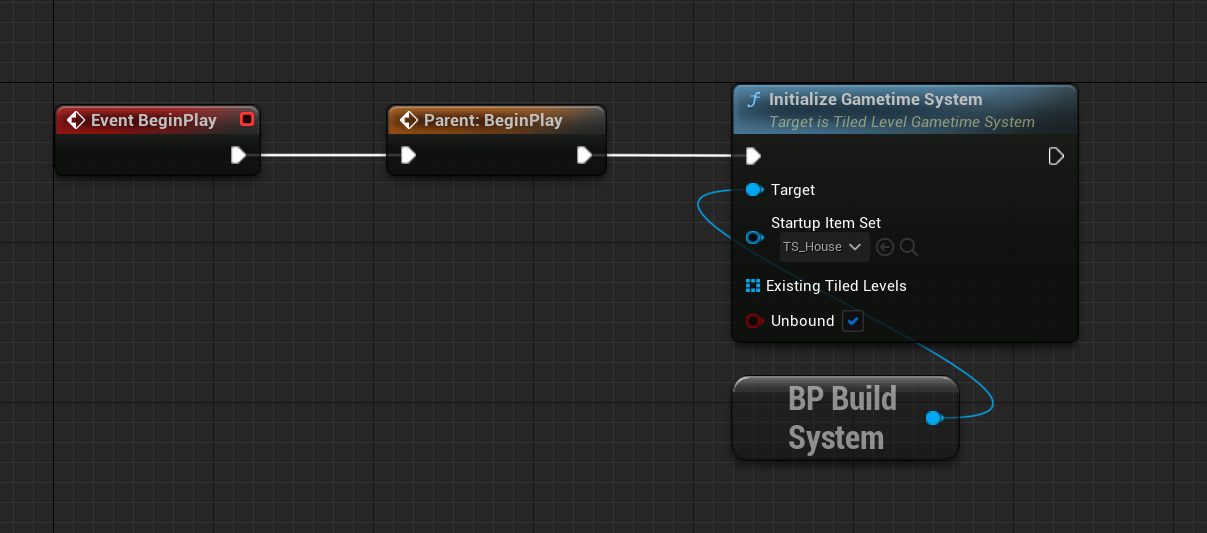 Event BeginPlay
Parent: BeginPlay
Initialize Gametime System
Target is Tiled Level Gametime System
Target
Startup Item Set
TS_House
Existing Tiled Levels
Unbound
BP Build
System